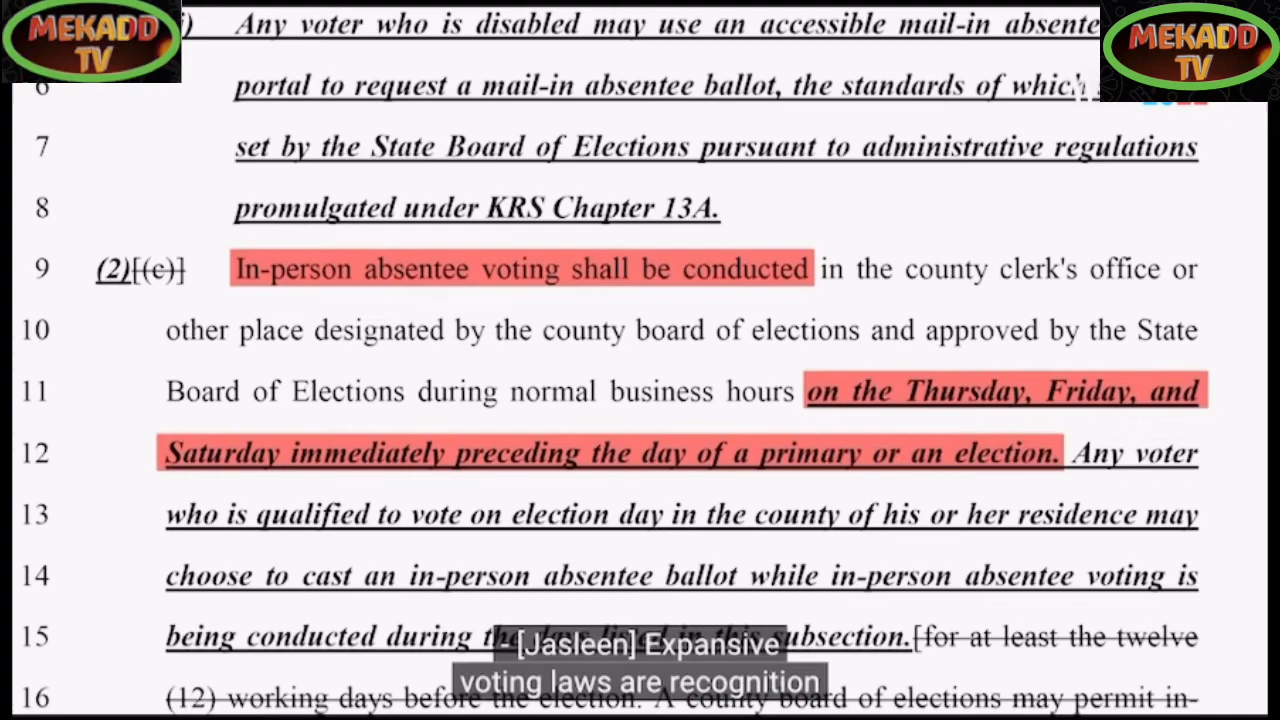 MEKADD
TV
MEKADD
TV
Any voter who is disabled may use an accessible mail-in
6 portal to request a mail-in absentee ballot, the standards of
7 set by the State Board of Elections pursuant to administrative regulations
8 promulgated under KRS Chapter 13A.
9 (2)[(c)] In-person absentee voting shall be conducted in the county clerk's office or
10 other place designated by the county board of elections and approved by the State
11 Board of Elections during normal business hours on the Thursday, Friday, and
12 Saturday immediately preceding the day of a primary or an election. Any voter
13 who is qualified to vote on election day in the county of his or her residence may
14 choose to cast an in-person absentee ballot while in-person absentee voting is
15 being conducted during the days listed in this subsection.[for at least the twelve
- [Jasleen] Expansive
voting laws are recognition
16 (12) working days before the election. A county board of elections may permit in-